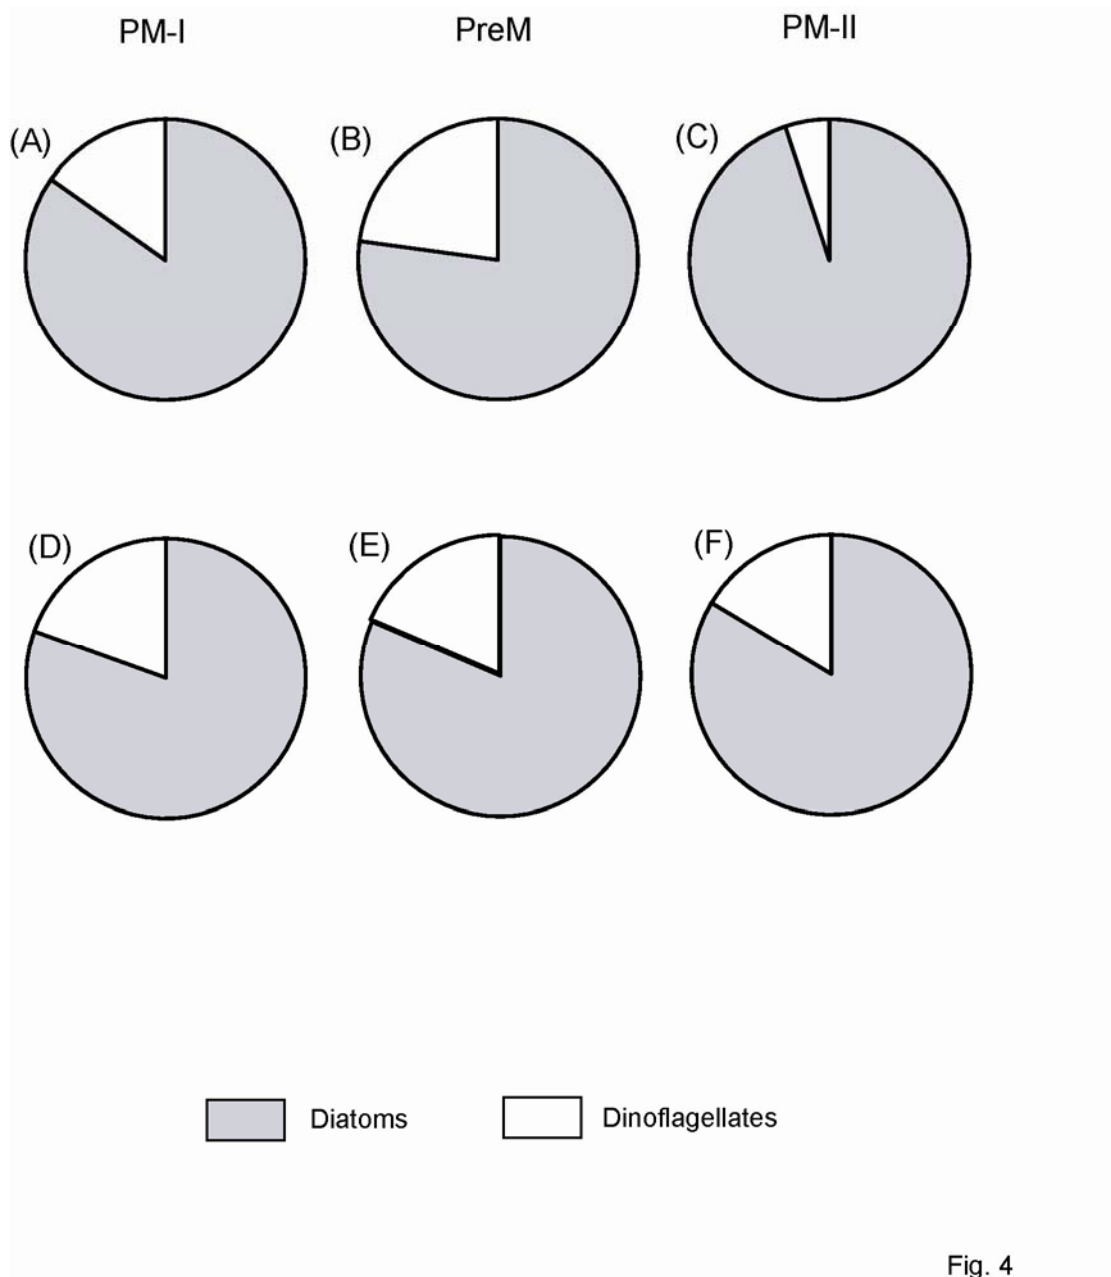 PM-I PreM PM-II
(A) (B) (C)
(D) (E) (F)
Diatoms Dinoflagellates
Fig. 4